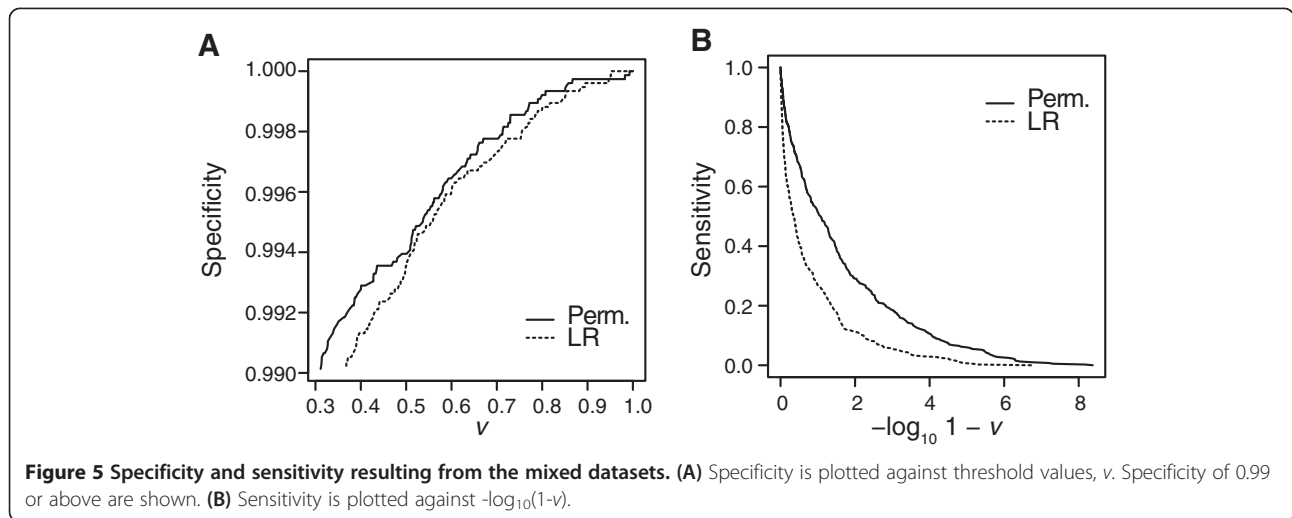 A
1.000
0.998
0.996
0.994
0.992
0.990
Specificity
Perm.
LR
0.3 0.4 0.5 0.6 0.7 0.8 0.9 1.0
v
B
1.0
0.8
0.6
0.4
0.2
0.0
Sensitivity
Perm.
LR
0 2 4 6 8
−log₁₀ 1 − v
Figure 5 Specificity and sensitivity resulting from the mixed datasets. (A) Specificity is plotted against threshold values, v. Specificity of 0.99
or above are shown. (B) Sensitivity is plotted against -log₁₀(1-v).